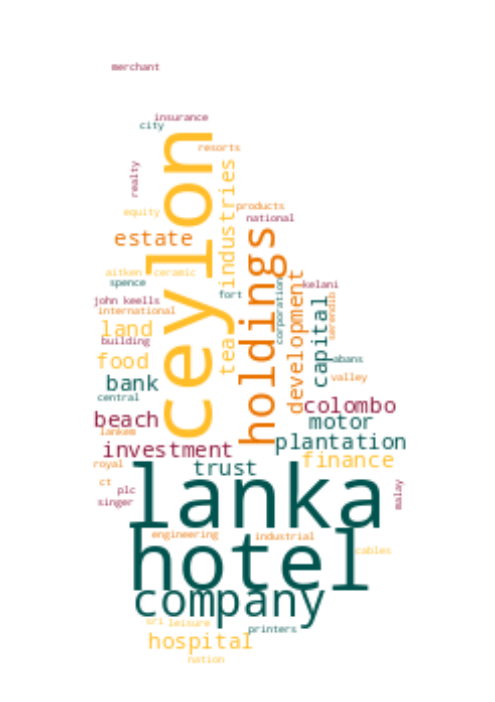 merchant
insurance
city
ceylon
resorts
realty
industries
equity
products
national
estate
holdings
aitken
ceramic
spence
kelani
fort
john keells
international
corporation
development
capital
serendib
land
building
tea
food
abans
bank
valley
central
colombo
beach
motor
lankem
plantation
investment
finance
royal
trust
lanka
ct
plc
singer
malay
hotel
engineering
industrial
cables
company
sri
leisure
printers
hospital
nation